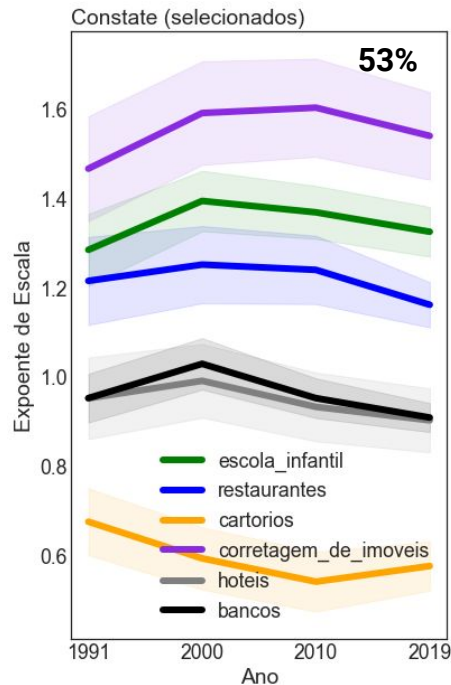 Constate (selecionados)
53%
1.6
1.4
1.2
1.0
0.8
0.6
Expoente de Escala
escola_infantil
restaurantes
cartorios
corretagem_de_imoveis
hoteis
bancos
1991 2000 2010 2019
Ano